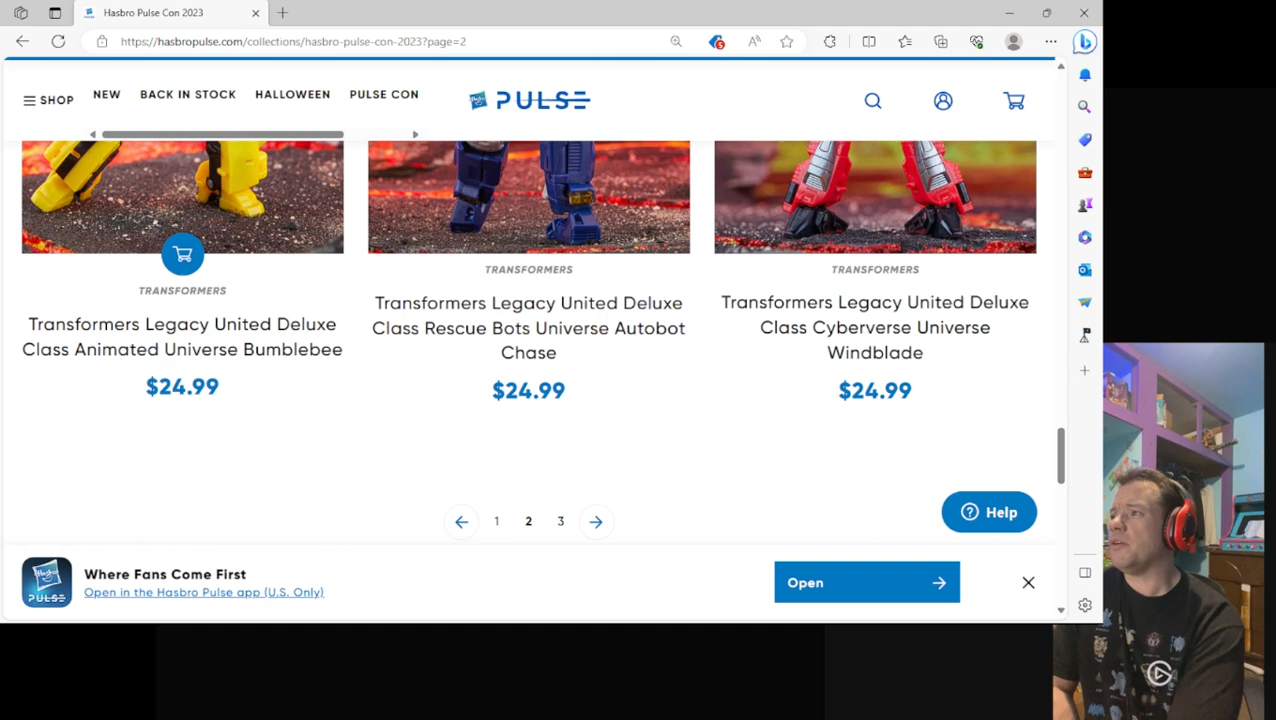 Hasbro Pulse Con 2023
https://hasbropulse.com/collections/hasbro-pulse-con-2023?page=2
SHOP
NEW
BACK IN STOCK
HALLOWEEN
PULSE CON
PULSE
TRANSFORMERS
Transformers Legacy United Deluxe
Class Animated Universe Bumblebee
$24.99
TRANSFORMERS
Transformers Legacy United Deluxe
Class Rescue Bots Universe Autobot
Chase
$24.99
TRANSFORMERS
Transformers Legacy United Deluxe
Class Cyberverse Universe
Windblade
$24.99
1 2 3
Help
Hasbro
PULSE
Where Fans Come First
Open in the Hasbro Pulse app (U.S. Only)
Open